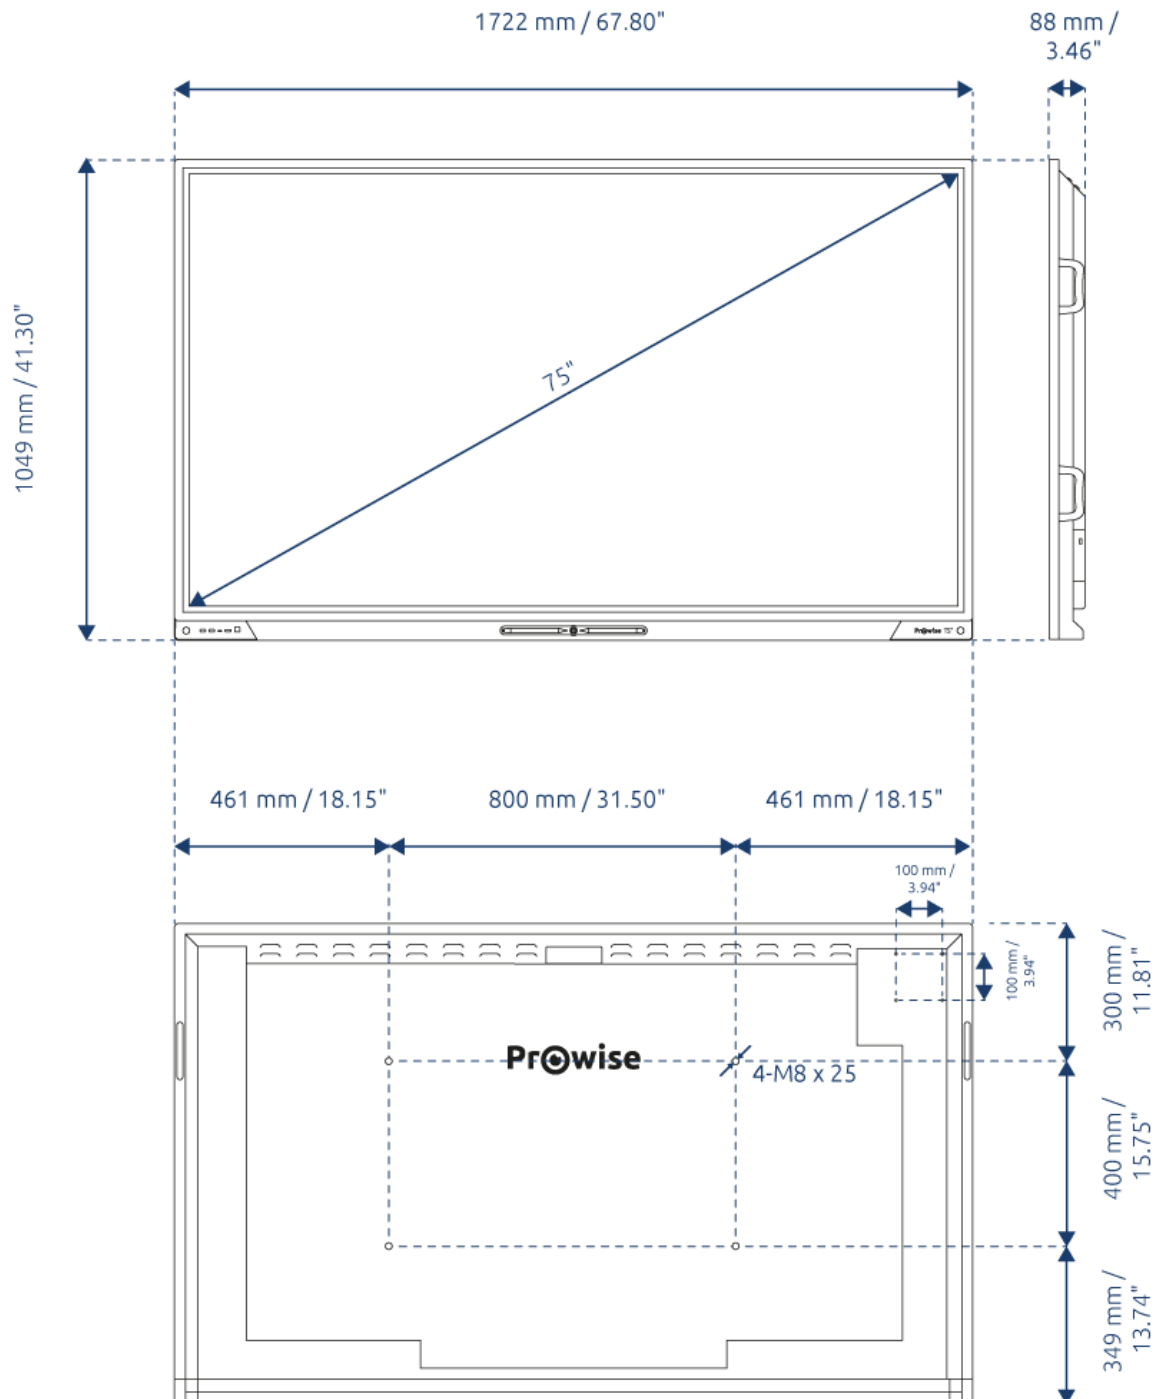 1722 mm / 67.80"
88 mm /
3.46"
1049 mm / 41.30"
75"
Prowise 75"
461 mm / 18.15"
800 mm / 31.50"
461 mm / 18.15"
100 mm /
3.94"
100 mm /
3.94"
300 mm /
11.81"
Prowise
4-M8 x 25
400 mm /
15.75"
349 mm /
13.74"